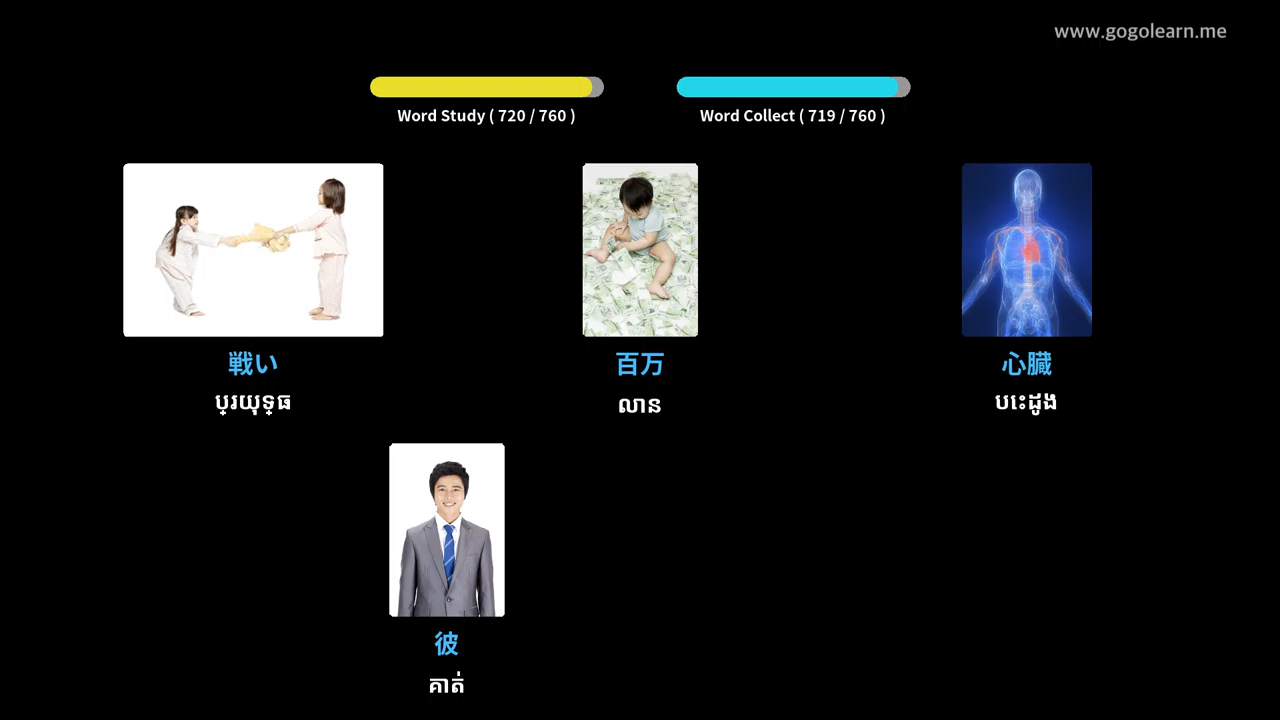 www.gogolearn.me
Word Study ( 720 / 760 )
Word Collect ( 719 / 760 )
戦い
百万
心臓
ប្រយុទ្ធ
លាន
បេះដូង
彼
គាត់